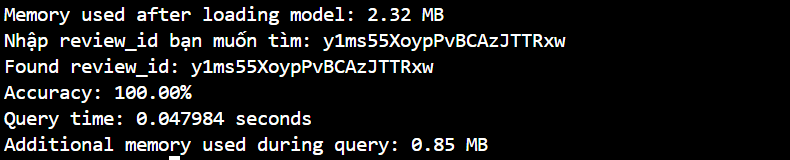 Memory used after loading model: 2.32 MB
Nhập review_id bạn muốn tìm: y1ms55XoypPvBCAzJTTRxw
Found review_id: y1ms55XoypPvBCAzJTTRxw
Accuracy: 100.00%
Query time: 0.047984 seconds
Additional memory used during query: 0.85 MB